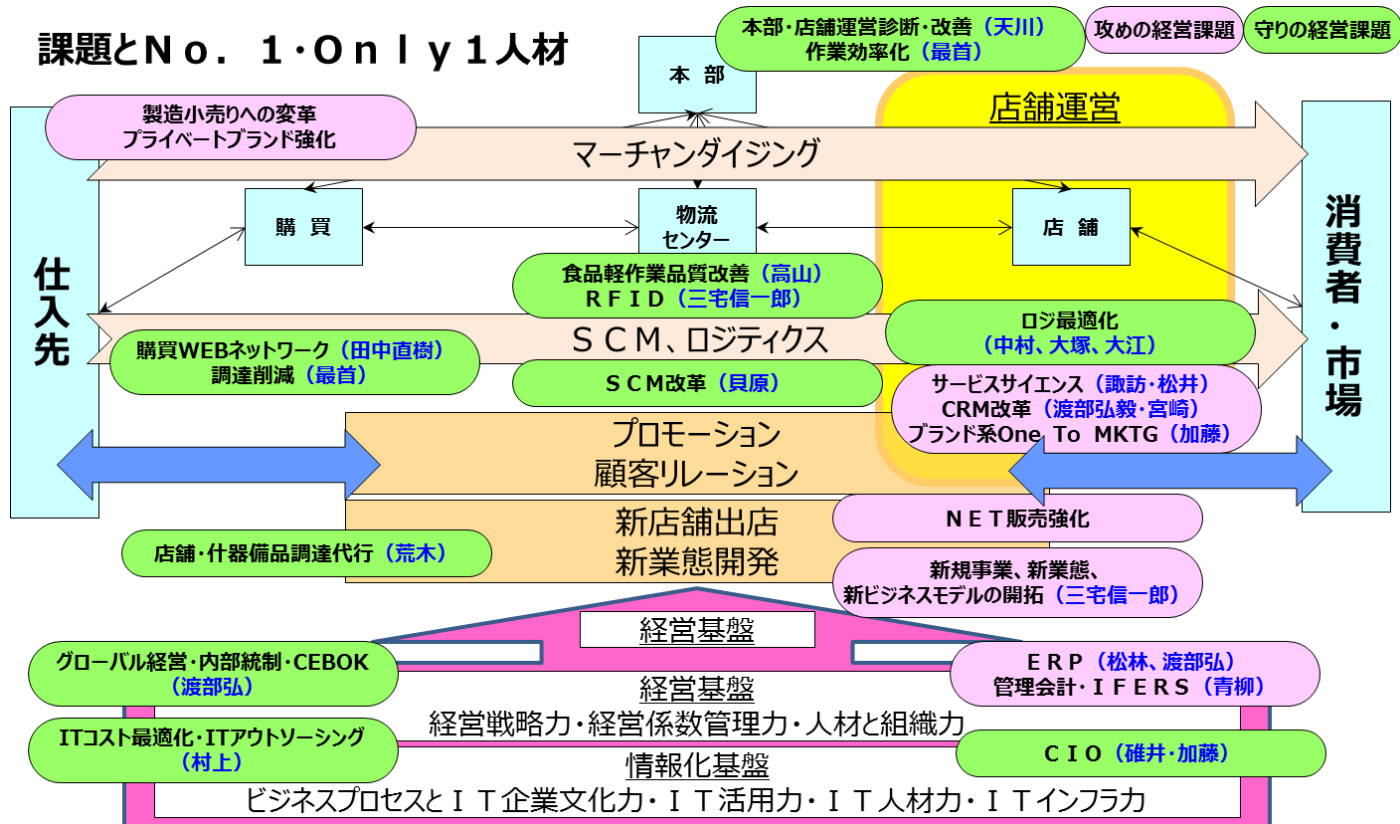 課題とＮｏ．１・Ｏｎｌｙ１人材
本部・店舗運営診断・改善（天川）
作業効率化（最首）
攻めの経営課題
守りの経営課題
本 部
店舗運営
製造小売りへの変革
プライベートブランド強化
マーチャンダイジング
仕入先
消費者・市場
購 買
物流
センター
店 舗
食品軽作業品質改善（高山）
ＲＦＩＤ（三宅信一郎）
ＳＣＭ、ロジティクス
ロジ最適化
（中村、大塚、大江）
購買WEBネットワーク（田中直樹）
調達削減（最首）
ＳＣＭ改革（貝原）
サービスサイエンス（諏訪・松井）
CRM改革（渡部弘毅・宮崎）
ブランド系One To MKTG（加藤）
プロモーション
顧客リレーション
新店舗出店
新業態開発
ＮＥＴ販売強化
店舗・什器備品調達代行（荒木）
新規事業、新業態、
新ビジネスモデルの開拓（三宅信一郎）
経営基盤
グローバル経営・内部統制・CEBOK
（渡部弘）
ＥＲＰ（松林、渡部弘）
管理会計・ＩＦＥＲＳ（青柳）
経営基盤
経営戦略力・経営係数管理力・人材と組織力
ITコスト最適化・ITアウトソーシング
（村上）
ＣＩＯ（碓井・加藤）
情報化基盤
ビジネスプロセスとＩＴ企業文化力・ＩＴ活用力・ＩＴ人材力・ＩＴインフラ力